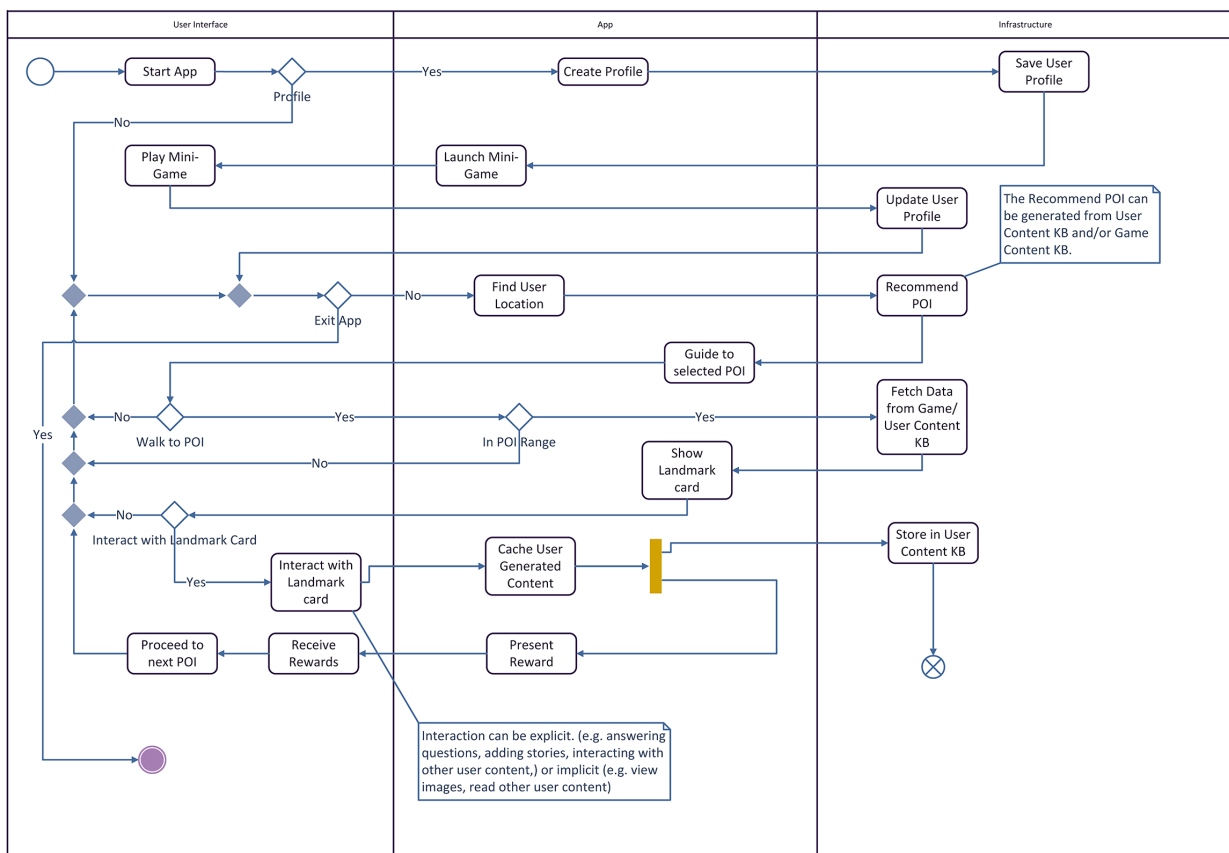 User Interface
App
Infrastructure
Start App
Profile
Yes
Create Profile
Save User
Profile
No
Play Mini-
Game
Launch Mini-
Game
Update User
Profile
The Recommend POI can
be generated from User
Content KB and/or Game
Content KB.
Exit App
No
Find User
Location
Recommend
POI
Guide to
selected POI
Yes
No
Walk to POI
Yes
In POI Range
Yes
Fetch Data
from Game/
User Content
KB
No
Show
Landmark
card
No
Interact with Landmark Card
Yes
Interact with
Landmark
card
Cache User
Generated
Content
Store in User
Content KB
Proceed to
next POI
Receive
Rewards
Present
Reward
Interaction can be explicit. (e.g. answering
questions, adding stories, interacting with
other user content,) or implicit (e.g. view
images, read other user content)